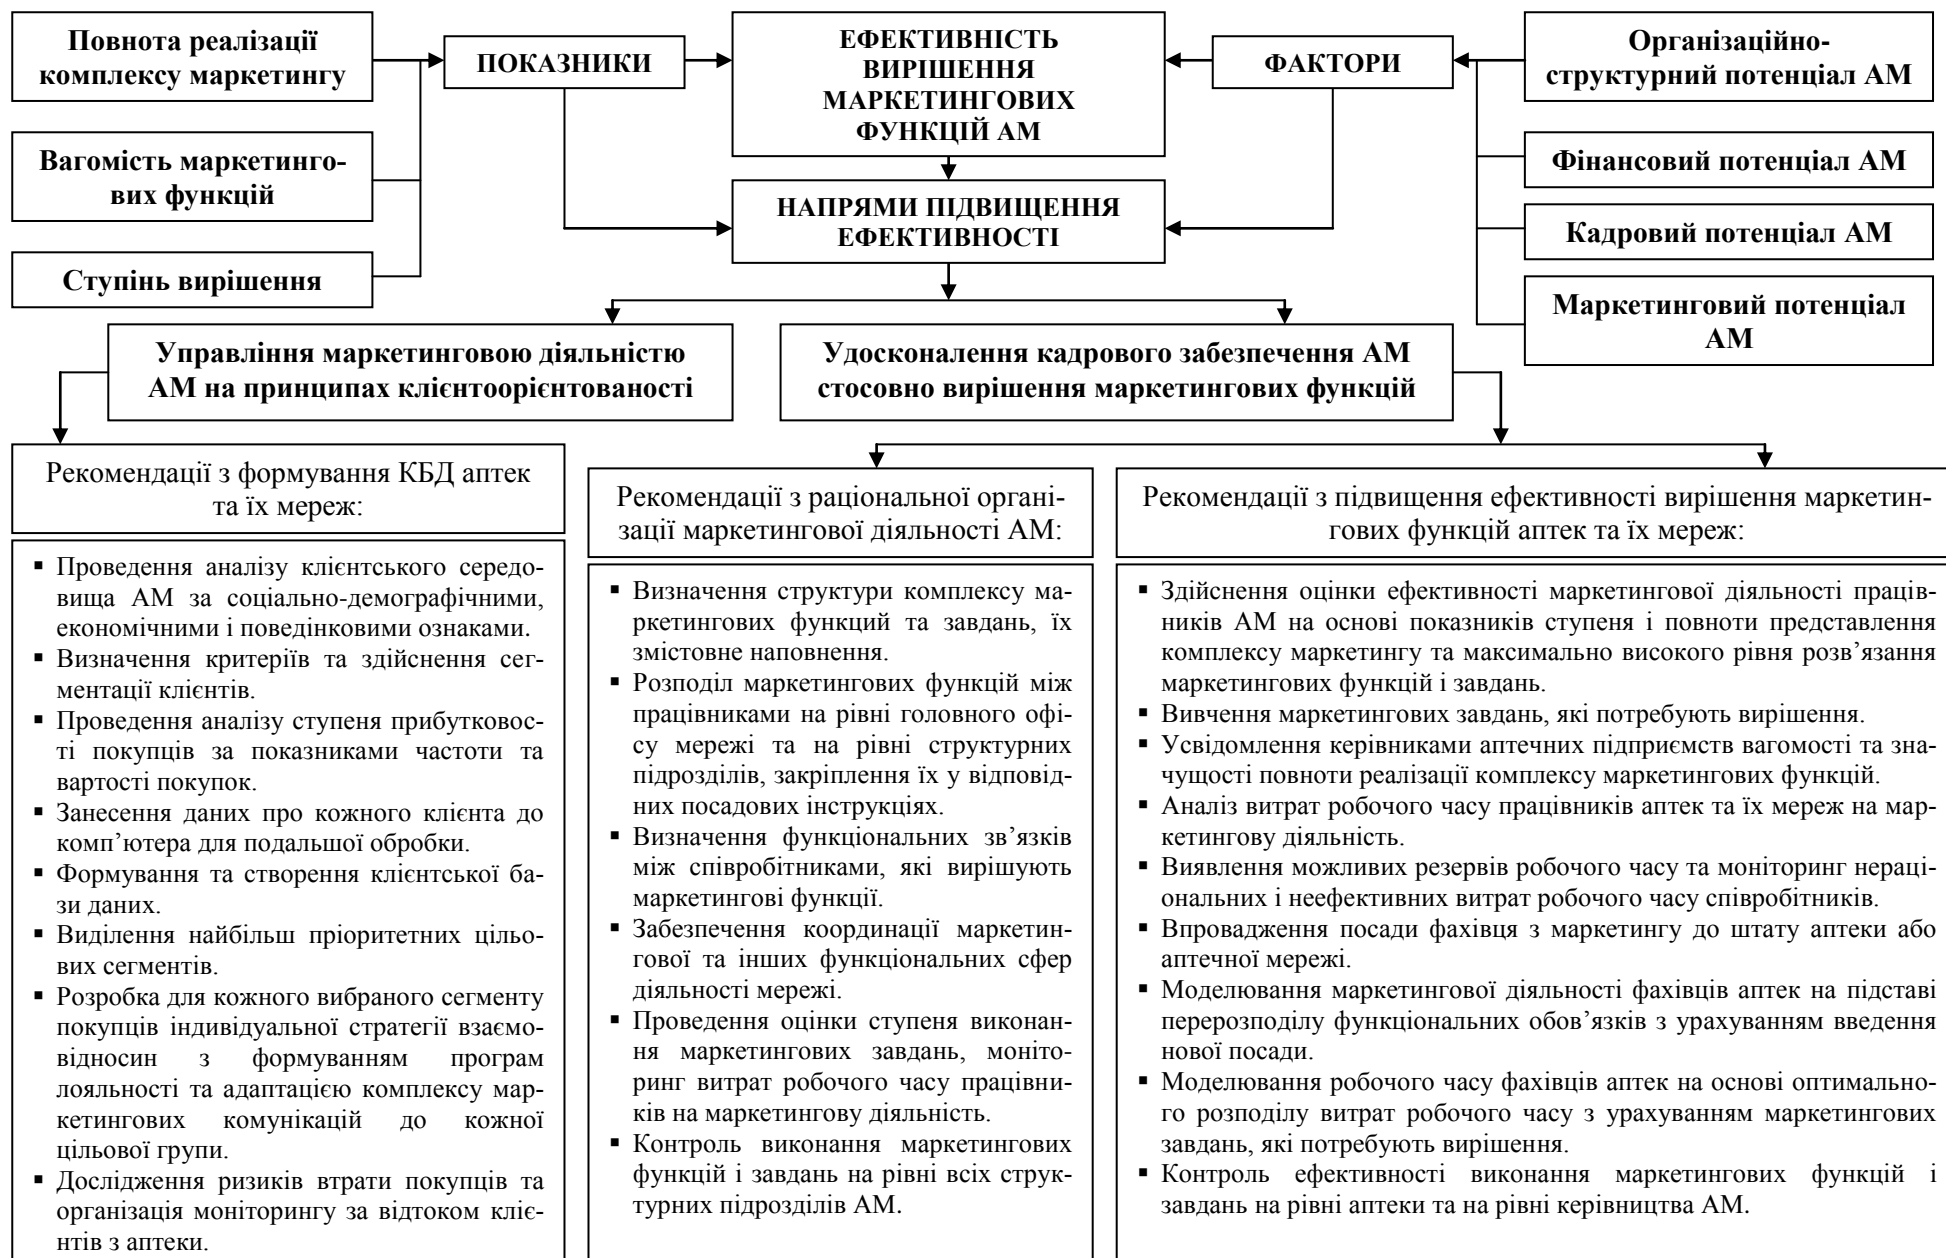 Повнота реалізації
комплексу маркетингу
Вагомість маркетинго-
вих функцій
Ступінь вирішення
ПОКАЗНИКИ
ЕФЕКТИВНІСТЬ
ВИРІШЕННЯ
МАРКЕТИНГОВИХ
ФУНКЦІЙ АМ
НАПРЯМИ ПІДВИЩЕННЯ
ЕФЕКТИВНОСТІ
ФАКТОРИ
Організаційно-
структурний потенціал АМ
Фінансовий потенціал АМ
Кадровий потенціал АМ
Маркетинговий потенціал
АМ
Управління маркетинговою діяльністю
АМ на принципах клієнтоорієнтованості
Удосконалення кадрового забезпечення АМ
стосовно вирішення маркетингових функцій
Рекомендації з формування КБД аптек
та їх мереж:
▪ Проведення аналізу клієнтського середо-
вища АМ за соціально-демографічними,
економічними і поведінковими ознаками.
▪ Визначення критеріїв та здійснення сег-
ментації клієнтів.
▪ Проведення аналізу ступеня прибутковос-
ті покупців за показниками частоти та
вартості покупок.
▪ Занесення даних про кожного клієнта до
комп’ютера для подальшої обробки.
▪ Формування та створення клієнтської ба-
зи даних.
▪ Виділення найбільш пріоритетних цільо-
вих сегментів.
▪ Розробка для кожного вибраного сегменту
покупців індивідуальної стратегії взаємо-
відносин з формуванням програм
лояльності та адаптацією комплексу мар-
кетингових комунікацій до кожної
цільової групи.
▪ Дослідження ризиків втрати покупців та
організація моніторингу за відтоком кліє-
нтів з аптеки.
Рекомендації з раціональної органі-
зації маркетингової діяльності АМ:
▪ Визначення структури комплексу ма-
ркетингових функций та завдань, їх
змістовне наповнення.
▪ Розподіл маркетингових функцій між
працівниками на рівні головного офі-
су мережі та на рівні структурних
підрозділів, закріплення їх у відповід-
них посадових інструкціях.
▪ Визначення функціональних зв’язків
між співробітниками, які вирішують
маркетингові функції.
▪ Забезпечення координації маркетин-
гової та інших функціональних сфер
діяльності мережі.
▪ Проведення оцінки ступеня виконан-
ня маркетингових завдань, моніто-
ринг витрат робочого часу працівни-
ків на маркетингову діяльність.
▪ Контроль виконання маркетингових
функцій і завдань на рівні всіх струк-
турних підрозділів АМ.
Рекомендації з підвищення ефективності вирішення маркетин-
гових функцій аптек та їх мереж:
▪ Здійснення оцінки ефективності маркетингової діяльності праців-
ників АМ на основі показників ступеня і повноти представлення
комплексу маркетингу та максимально високого рівня розв’язання
маркетингових функцій і завдань.
▪ Вивчення маркетингових завдань, які потребують вирішення.
▪ Усвідомлення керівниками аптечних підприємств вагомості та зна-
чущості повноти реалізації комплексу маркетингових функцій.
▪ Аналіз витрат робочого часу працівників аптек та їх мереж на мар-
кетингову діяльність.
▪ Виявлення можливих резервів робочого часу та моніторинг нераці-
ональних і неефективних витрат робочого часу співробітників.
▪ Впровадження посади фахівця з маркетингу до штату аптеки або
аптечної мережі.
▪ Моделювання маркетингової діяльності фахівців аптек на підставі
перерозподілу функціональних обов’язків з урахуванням введення
нової посади.
▪ Моделювання робочого часу фахівців аптек на основі оптимально-
го розподілу витрат робочого часу з урахуванням маркетингових
завдань, які потребують вирішення.
▪ Контроль ефективності виконання маркетингових функцій і
завдань на рівні аптеки та на рівні керівництва АМ.